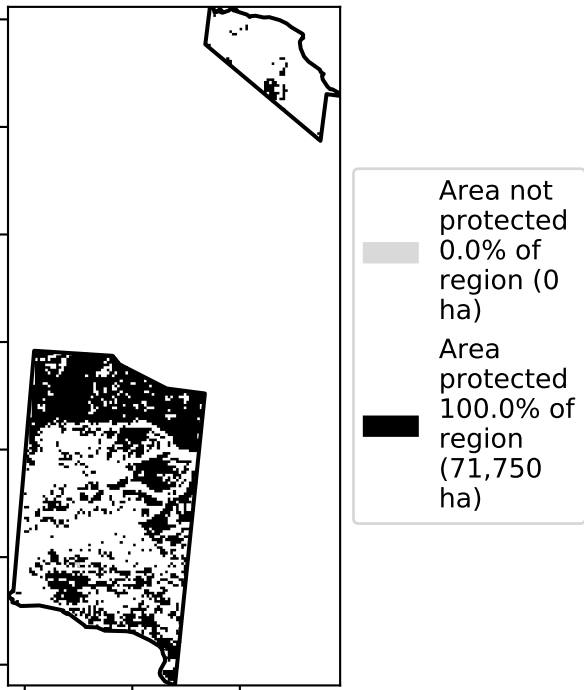 Area not
protected
0.0% of
region (0
ha)
Area
protected
100.0% of
region
(71,750
ha)